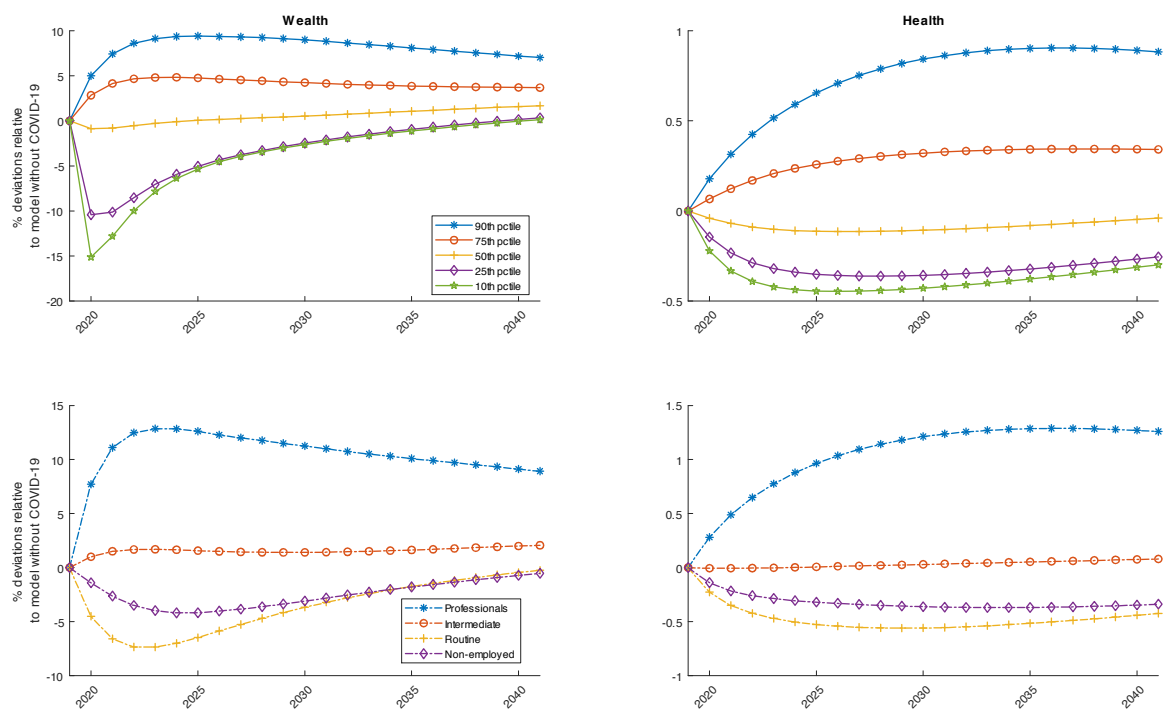 Wealth
% deviations relative
to model without COVID-19
10
5
0
-5
-10
-15
-20
2020
2025
2030
2035
2040
90th pctile
75th pctile
50th pctile
25th pctile
10th pctile
Health
1
0.5
0
-0.5
2020
2025
2030
2035
2040
% deviations relative
to model without COVID-19
15
10
5
0
-5
-10
2020
2025
2030
2035
2040
Professionals
Intermediate
Routine
Non-employed
1.5
1
0.5
0
-0.5
-1
2020
2025
2030
2035
2040